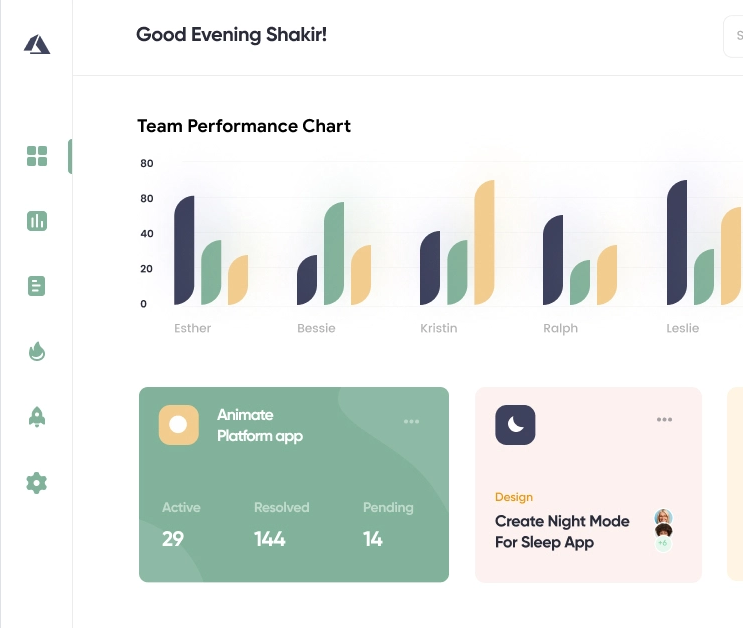 Good Evening Shakir!
S
Team Performance Chart
80
80
40
20
0
Esther
Bessie
Kristin
Ralph
Leslie
Animate
Platform app
Active
Resolved
Pending
29
144
14
Design
Create Night Mode
For Sleep App
+6